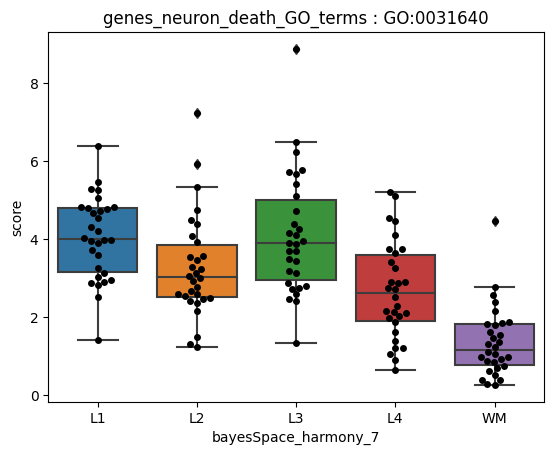 genes_neuron_death_GO_terms : GO:0031640
score
8
6
4
2
0
L1 L2 L3 L4 WM
bayesSpace_harmony_7